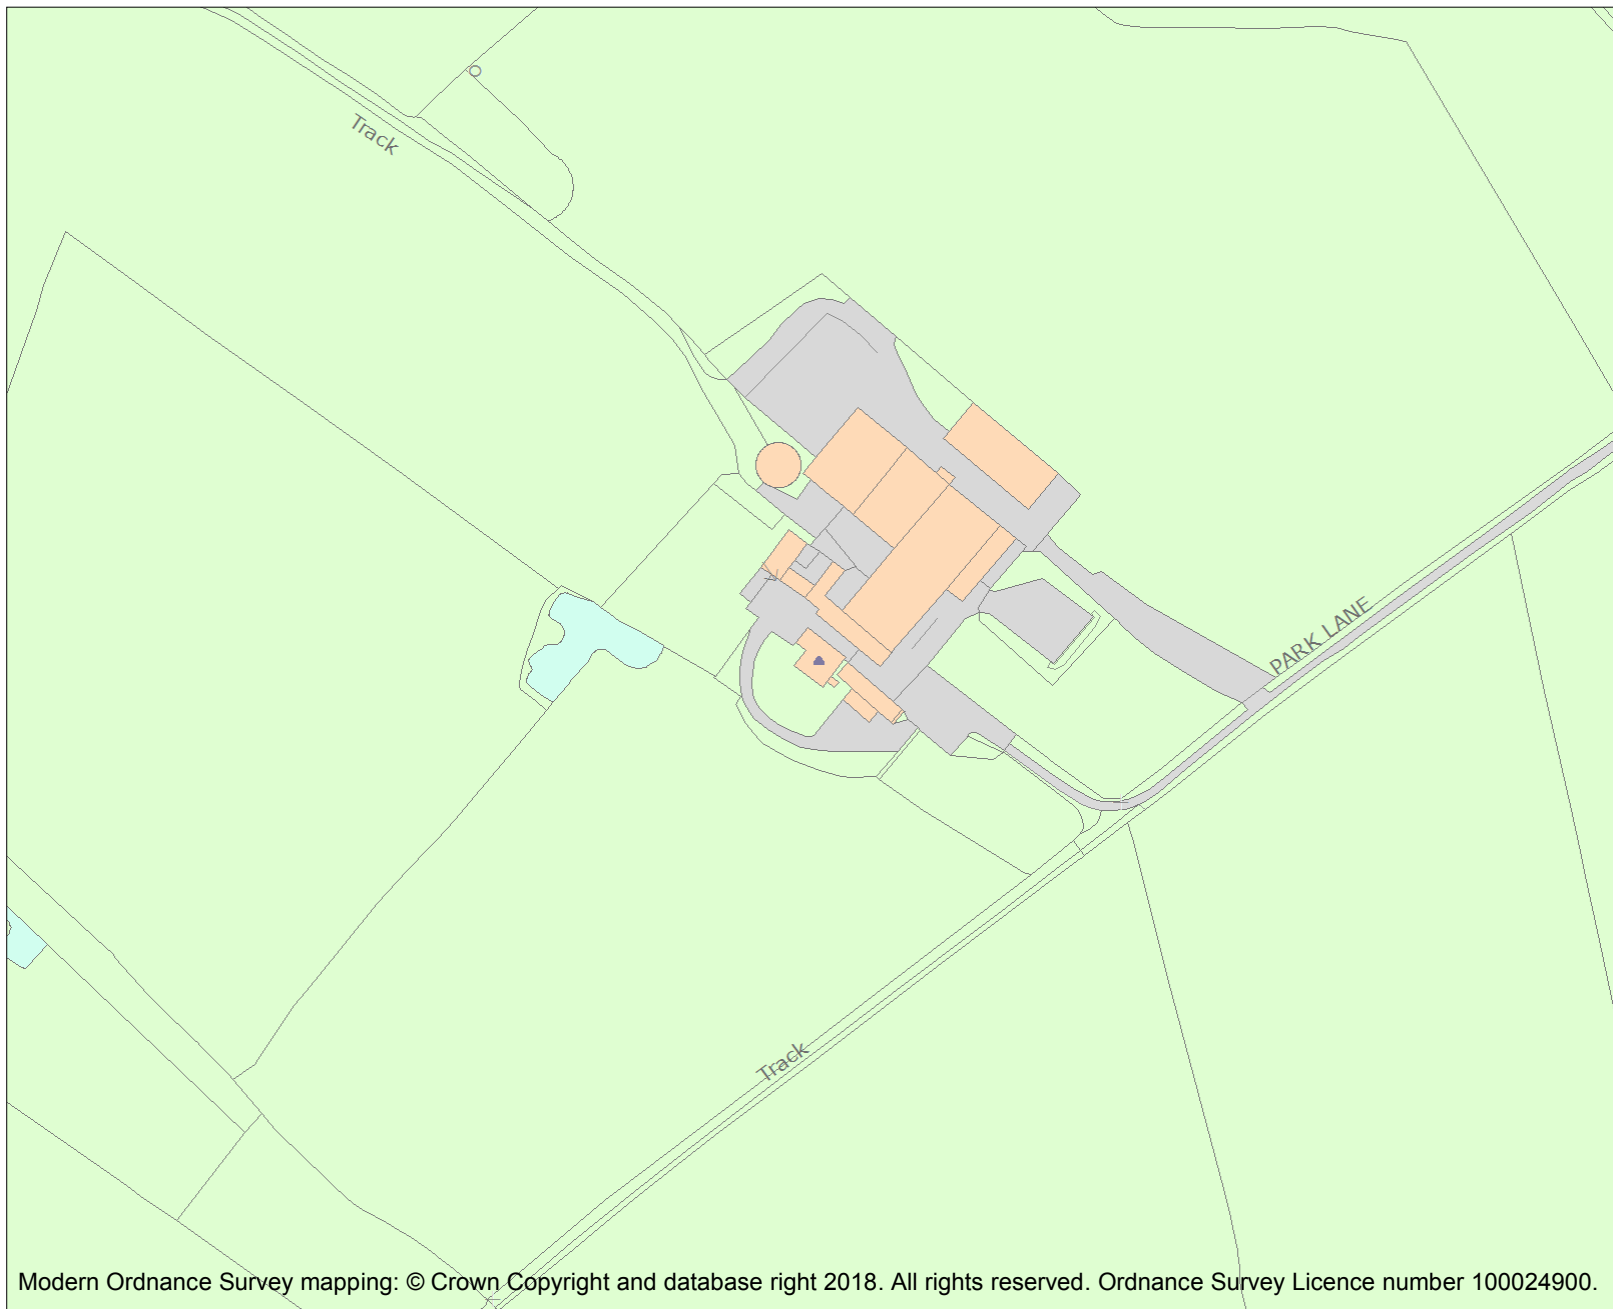 Track
PARK LANE
Track
Modern Ordnance Survey mapping: © Crown Copyright and database right 2018. All rights reserved. Ordnance Survey Licence number 100024900.